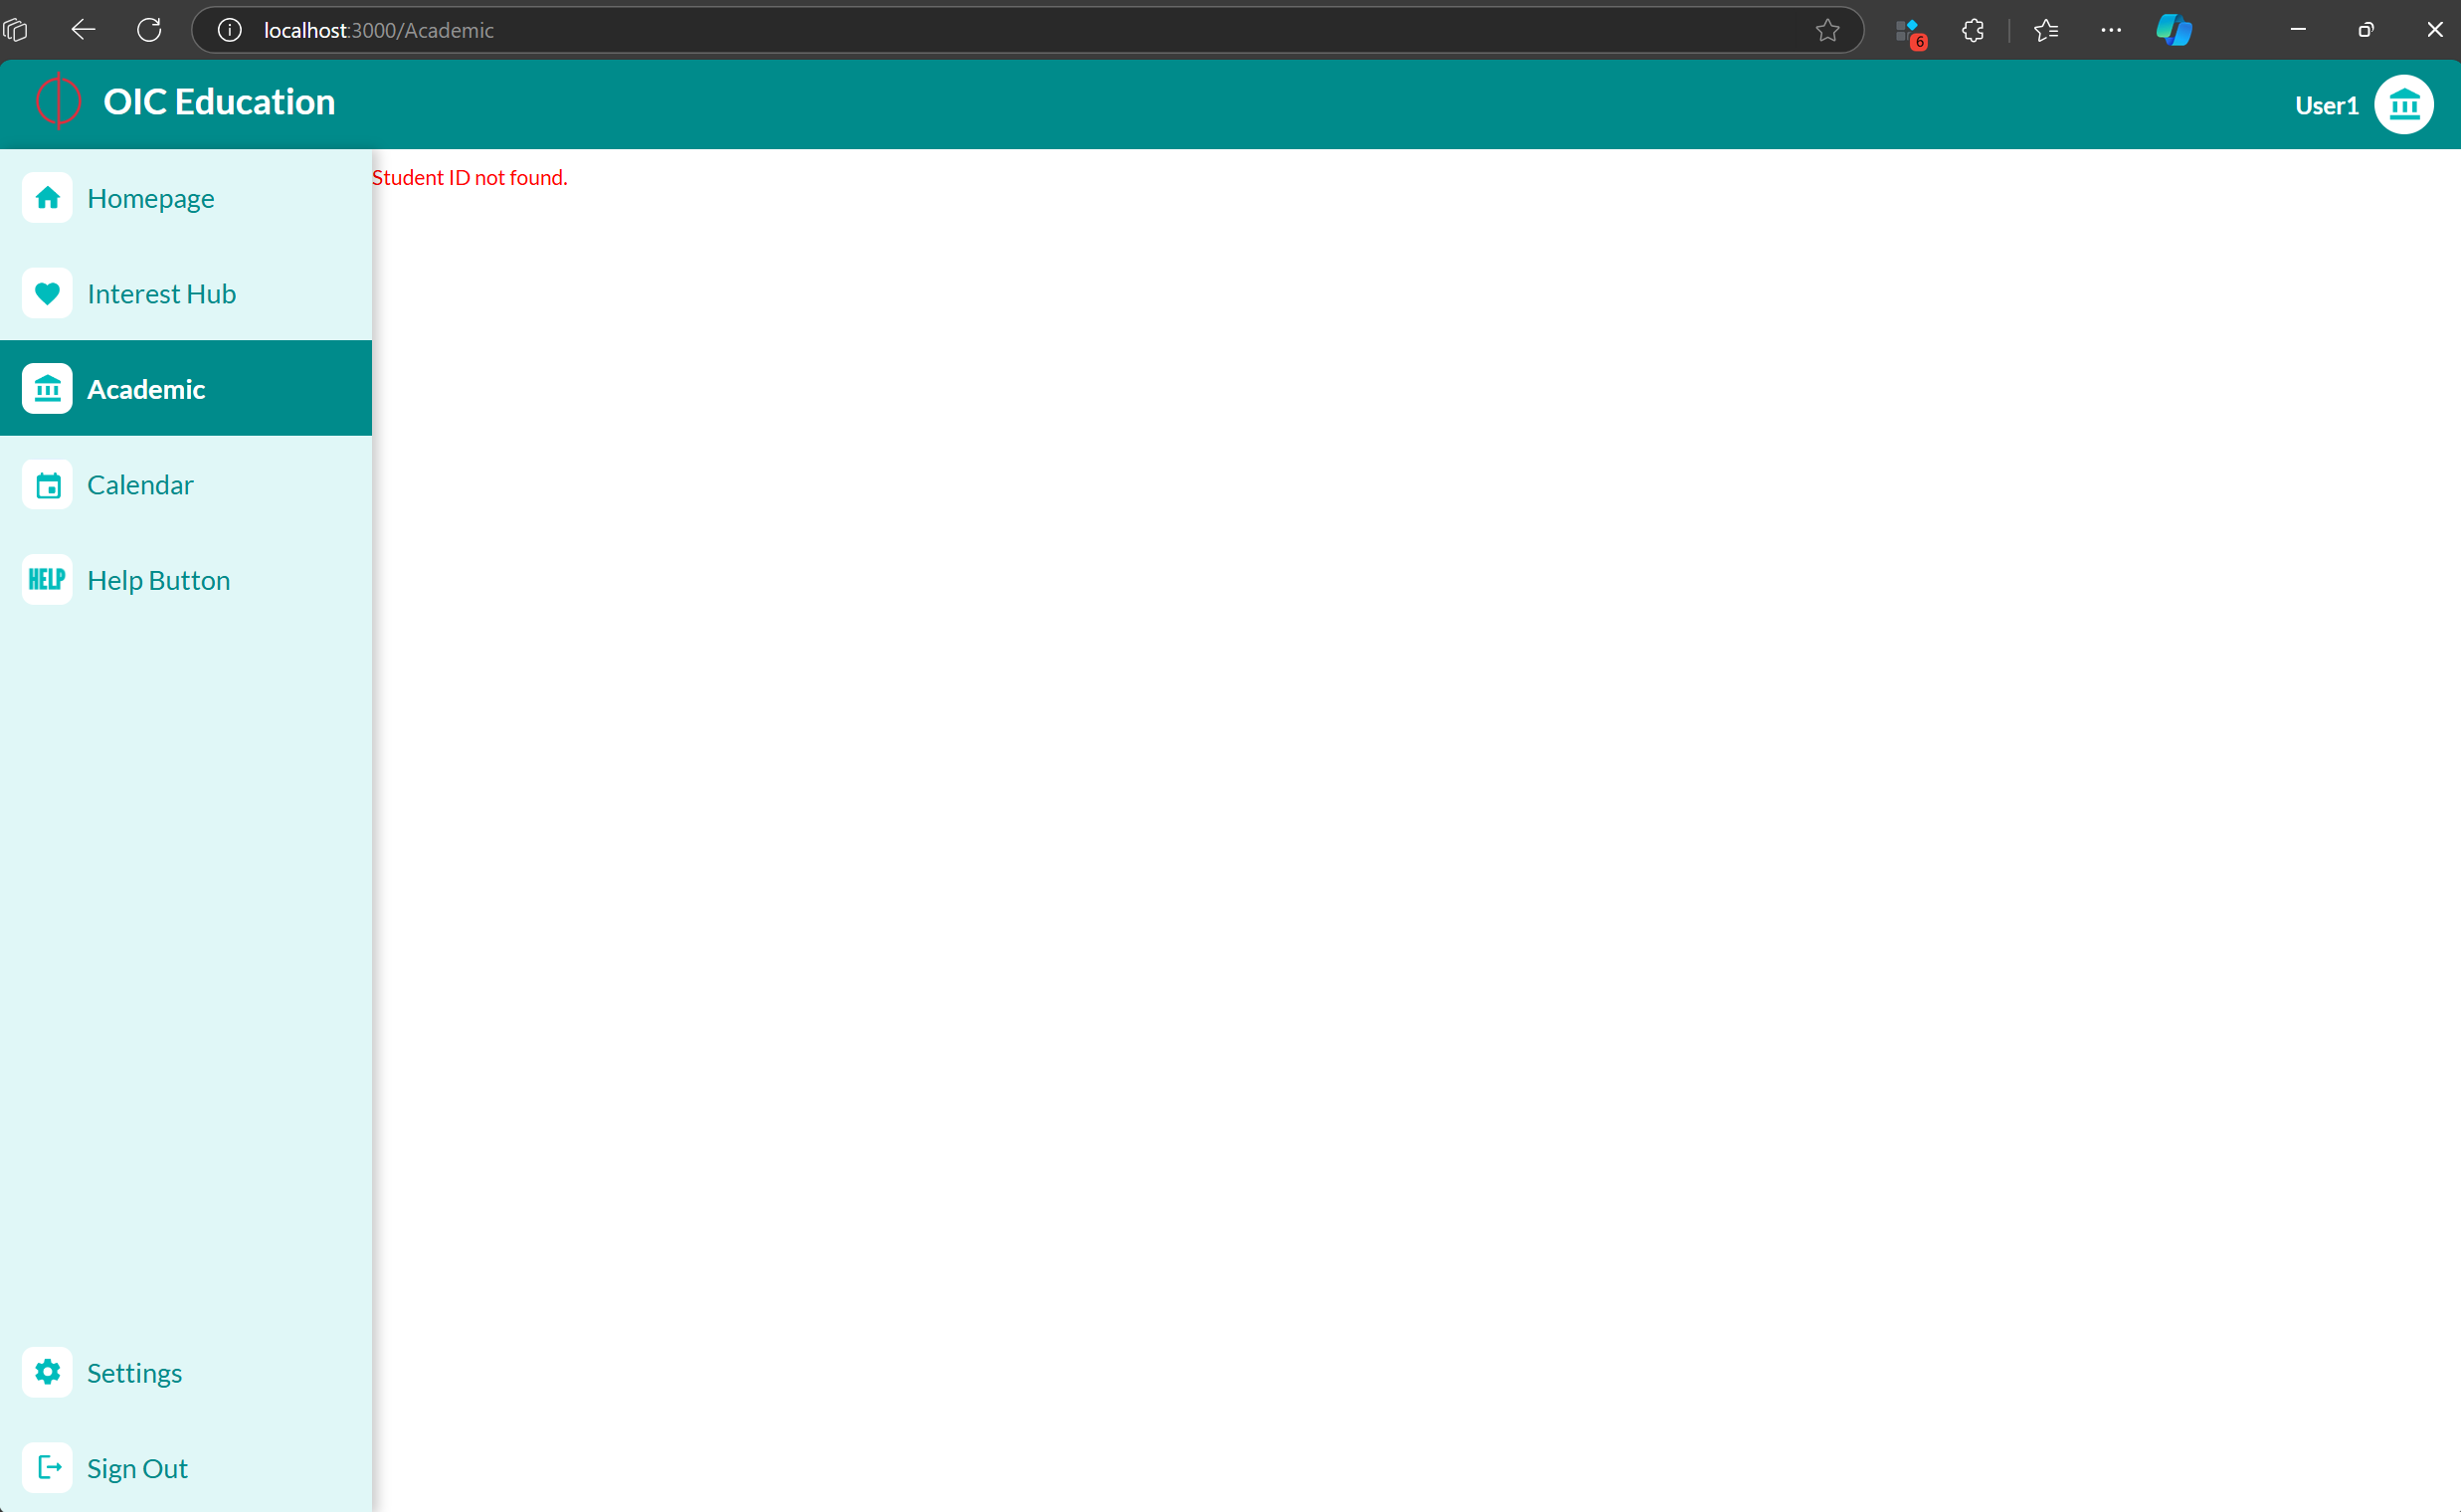 localhost:3000/Academic
6
OIC Education
User1
Student ID not found.
Homepage
Interest Hub
Academic
Calendar
HELP Help Button
Settings
Sign Out